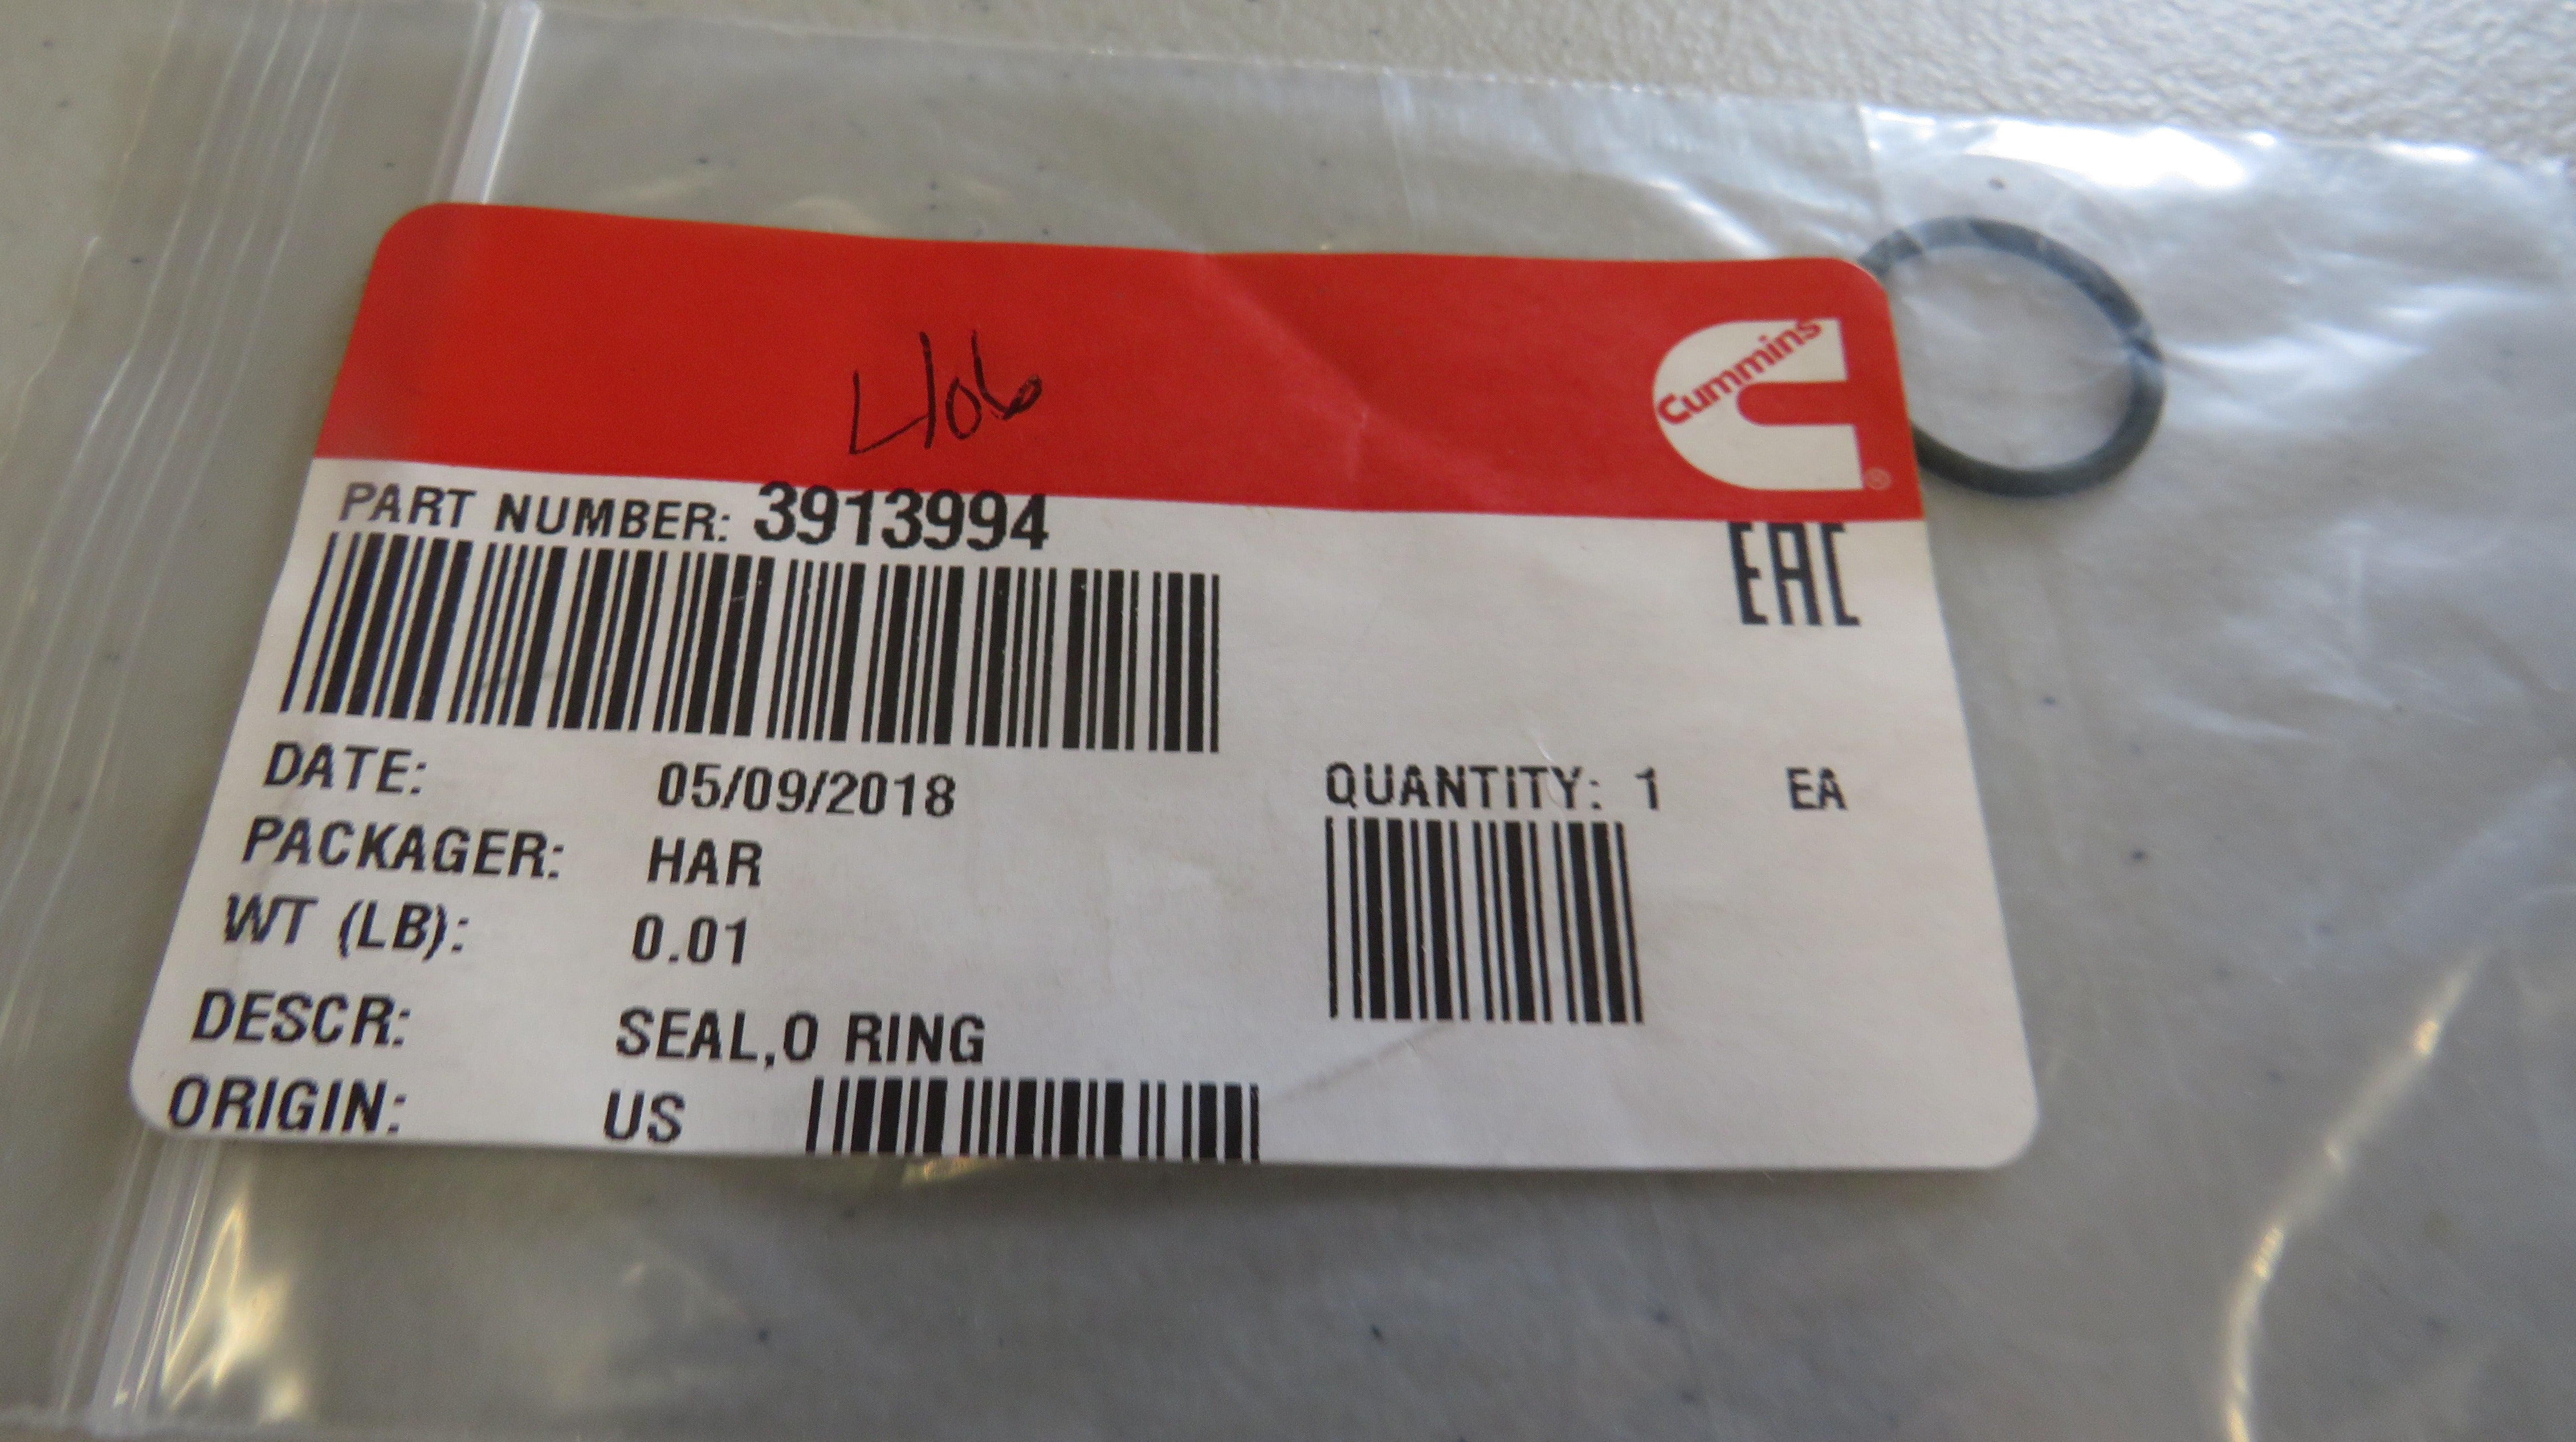 406
Cummins
®
PART NUMBER: 3913994
EAC
DATE: 05/09/2018
QUANTITY: 1 EA
PACKAGER: HAR
WT (LB): 0.01
DESCR: SEAL,O RING
ORIGIN: US